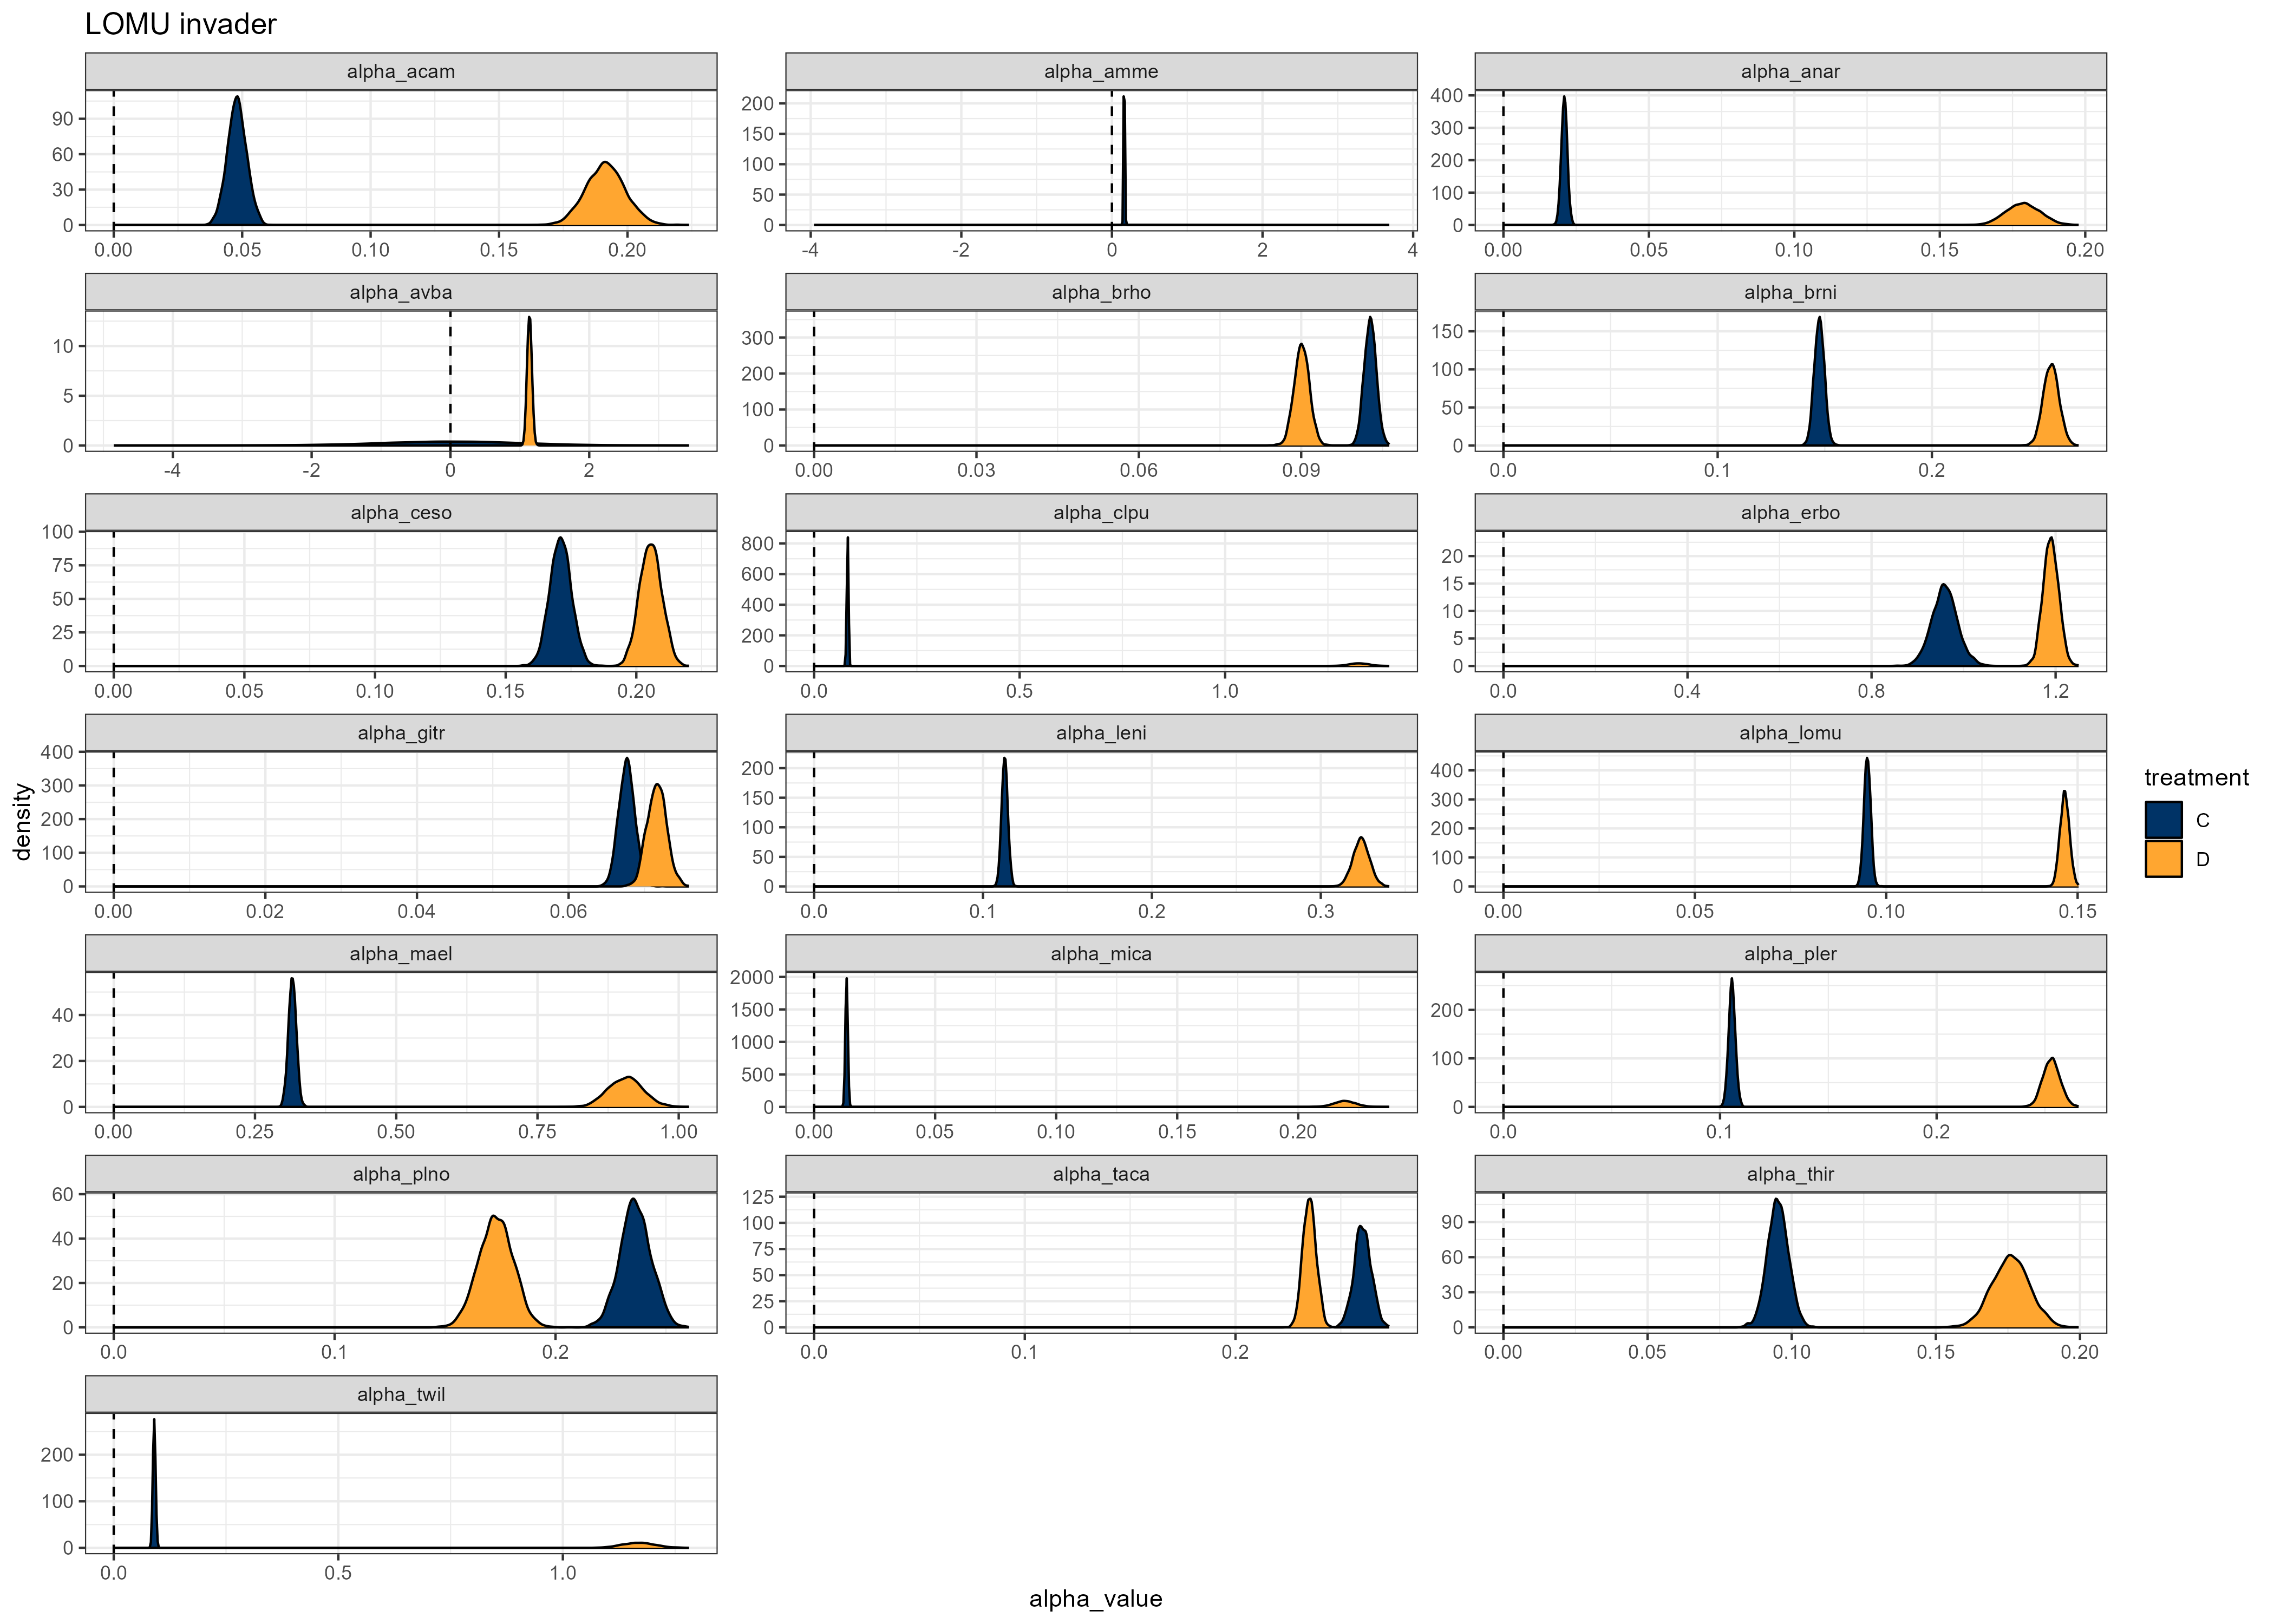 LOMU invader
alpha_acam
alpha_amme
alpha_anar
90
60
30
0
200
150
100
50
0
400
300
200
100
0
0.00 0.05 0.10 0.15 0.20
-4 -2 0 2 4
0.00 0.05 0.10 0.15 0.20
alpha_avba
alpha_brho
alpha_brni
10
5
0
300
200
100
0
150
100
50
0
-4 -2 0 2
0.00 0.03 0.06 0.09
0.0 0.1 0.2
alpha_ceso
alpha_clpu
alpha_erbo
100
75
50
25
0
800
600
400
200
0
20
15
10
5
0
0.00 0.05 0.10 0.15 0.20
0.0 0.5 1.0
0.0 0.4 0.8 1.2
alpha_gitr
alpha_leni
alpha_lomu
400
300
200
100
0
200
150
100
50
0
400
300
200
100
0
0.00 0.02 0.04 0.06
0.0 0.1 0.2 0.3
0.00 0.05 0.10 0.15
alpha_mael
alpha_mica
alpha_pler
40
20
0
2000
1500
1000
500
0
200
100
0
0.00 0.25 0.50 0.75 1.00
0.00 0.05 0.10 0.15 0.20
0.0 0.1 0.2
alpha_plno
alpha_taca
alpha_thir
60
40
20
0
125
100
75
50
25
0
90
60
30
0
0.0 0.1 0.2
0.0 0.1 0.2
0.00 0.05 0.10 0.15 0.20
alpha_twil
200
100
0
0.0 0.5 1.0
density
alpha_value
treatment
C
D